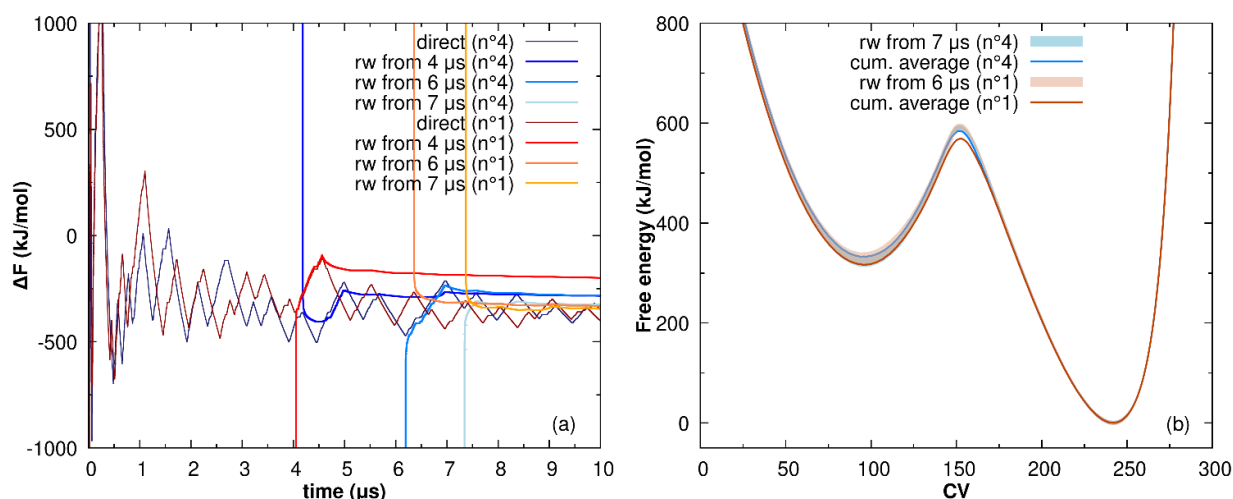 1000
500
0
-500
-1000
ΔF (kJ/mol)
direct (n°4)
rw from 4 µs (n°4)
rw from 6 µs (n°4)
rw from 7 µs (n°4)
direct (n°1)
rw from 4 µs (n°1)
rw from 6 µs (n°1)
rw from 7 µs (n°1)
(a)
0 1 2 3 4 5 6 7 8 9 10
time (µs)
800
600
400
200
0
Free energy (kJ/mol)
rw from 7 µs (n°4)
cum. average (n°4)
rw from 6 µs (n°1)
cum. average (n°1)
(b)
0 50 100 150 200 250 300
CV